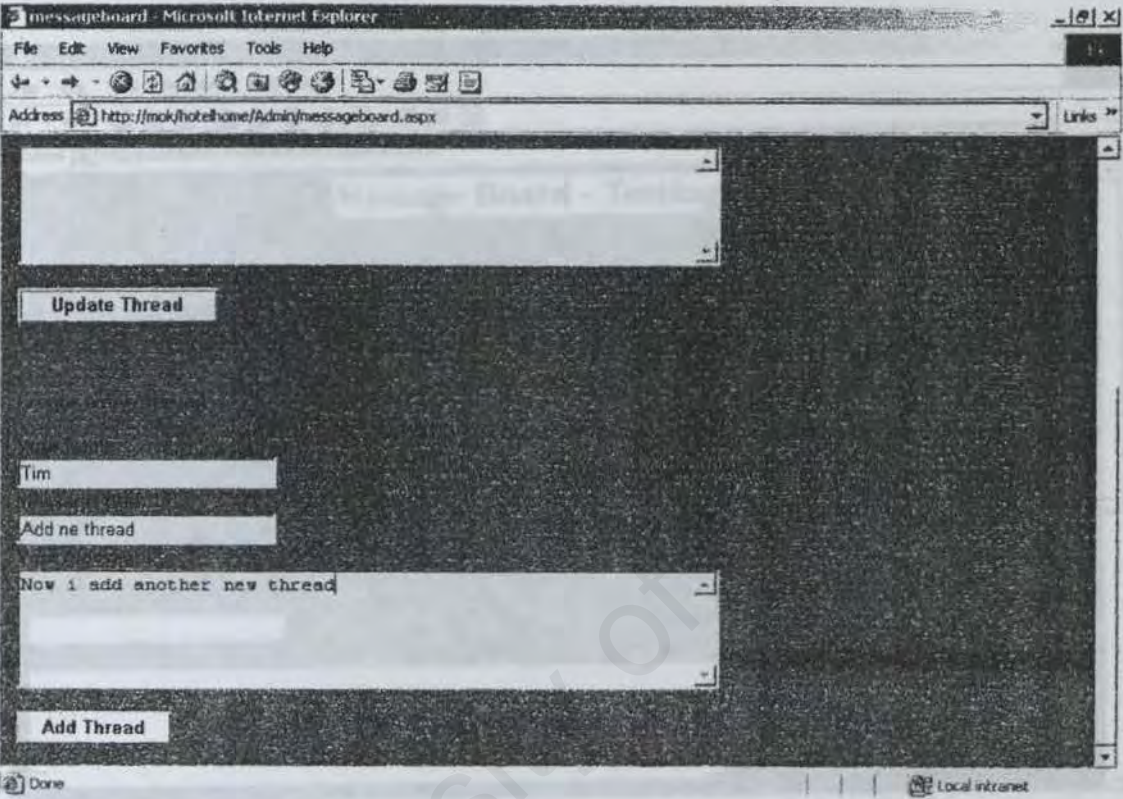 messageboard - Microsoft Internet Explorer
File Edit View Favorites Tools Help
Address http://mok/hotelhome/Admin/messageboard.aspx Links »
Update Thread
Tim
Add ne thread
Now i add another new thread
Add Thread
Done Local intranet